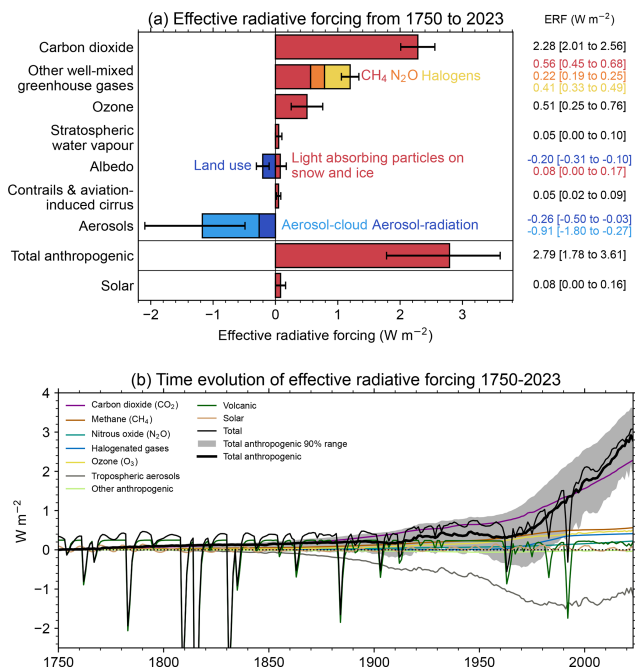 (a) Effective radiative forcing from 1750 to 2023
ERF (W m⁻²)
Carbon dioxide
2.28 [2.01 to 2.56]
Other well-mixed
greenhouse gases
CH₄ N₂O Halogens
0.56 [0.45 to 0.68]
0.22 [0.19 to 0.25]
0.41 [0.33 to 0.49]
Ozone
0.51 [0.25 to 0.76]
Stratospheric
water vapour
0.05 [0.00 to 0.10]
Albedo
Land use
Light absorbing particles on
snow and ice
-0.20 [-0.31 to -0.10]
0.08 [0.00 to 0.17]
Contrails & aviation-
induced cirrus
0.05 [0.02 to 0.09]
Aerosols
Aerosol-cloud Aerosol-radiation
-0.26 [-0.50 to -0.03]
-0.91 [-1.80 to -0.27]
Total anthropogenic
2.79 [1.78 to 3.61]
Solar
0.08 [0.00 to 0.16]
−2 −1 0 1 2 3
Effective radiative forcing (W m⁻²)
(b) Time evolution of effective radiative forcing 1750-2023
W m⁻²
4
3
2
1
0
−1
−2
Carbon dioxide (CO₂)
Methane (CH₄)
Nitrous oxide (N₂O)
Halogenated gases
Ozone (O₃)
Tropospheric aerosols
Other anthropogenic
Volcanic
Solar
Total
Total anthropogenic 90% range
Total anthropogenic
1750 1800 1850 1900 1950 2000